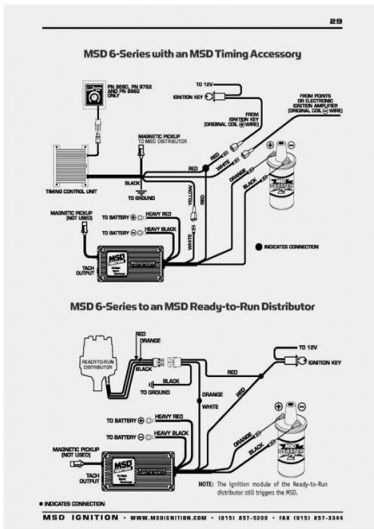 29
MSD 6-Series with an MSD Timing Accessory
PN 8680, PN 8762
AND PN 8982
ONLY
TO 12V
IGNITION KEY
FROM POINTS
OR ELECTRONIC
IGNITION AMPLIFIER
(ORIGINAL COIL ⊖ WIRE)
FROM
IGNITION KEY
(ORIGINAL COIL ⊕ WIRE)
MAGNETIC PICKUP
TO MSD DISTRIBUTOR
RED
WHITE
RED
ORANGE
BLACK
BLACK
TIMING CONTROL UNIT
TO GROUND
YELLOW
RED
MAGNETIC PICKUP
(NOT USED)
TO BATTERY ⊕
HEAVY RED
TO BATTERY ⊖
HEAVY BLACK
WHITE
INDICATES CONNECTION
MSD
TACH
OUTPUT
MSD 6-Series to an MSD Ready-to-Run Distributor
RED
ORANGE
READY-TO-RUN
DISTRIBUTOR
BLACK
BLACK
TO GROUND
TO 12V
IGNITION KEY
RED
ORANGE
WHITE
RED
TO BATTERY ⊕
HEAVY RED
TO BATTERY ⊖
HEAVY BLACK
ORANGE
BLACK
MAGNETIC PICKUP
(NOT USED)
MSD
TACH
OUTPUT
NOTE: The ignition module of the Ready-to-Run
distributor still triggers the MSD.
INDICATES CONNECTION
MSD IGNITION • WWW.MSDIGNITION.COM • (915) 857-5200 • FAX (915) 857-3344